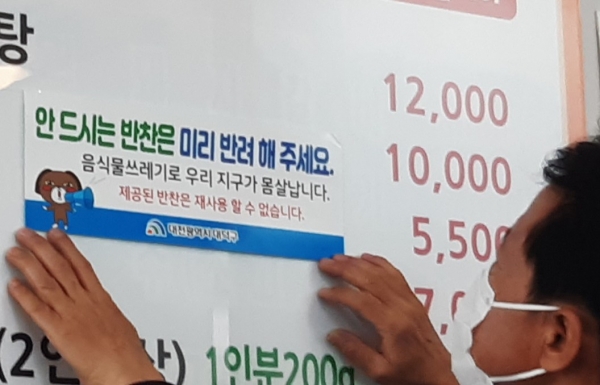 탕
12,000
안 드시는 반찬은 미리 반려 해 주세요.
음식물쓰레기로 우리 지구가 몸살납니다.
제공된 반찬은 재사용 할 수 없습니다.
대전광역시 대덕구
10,000
5,500
1인분200g